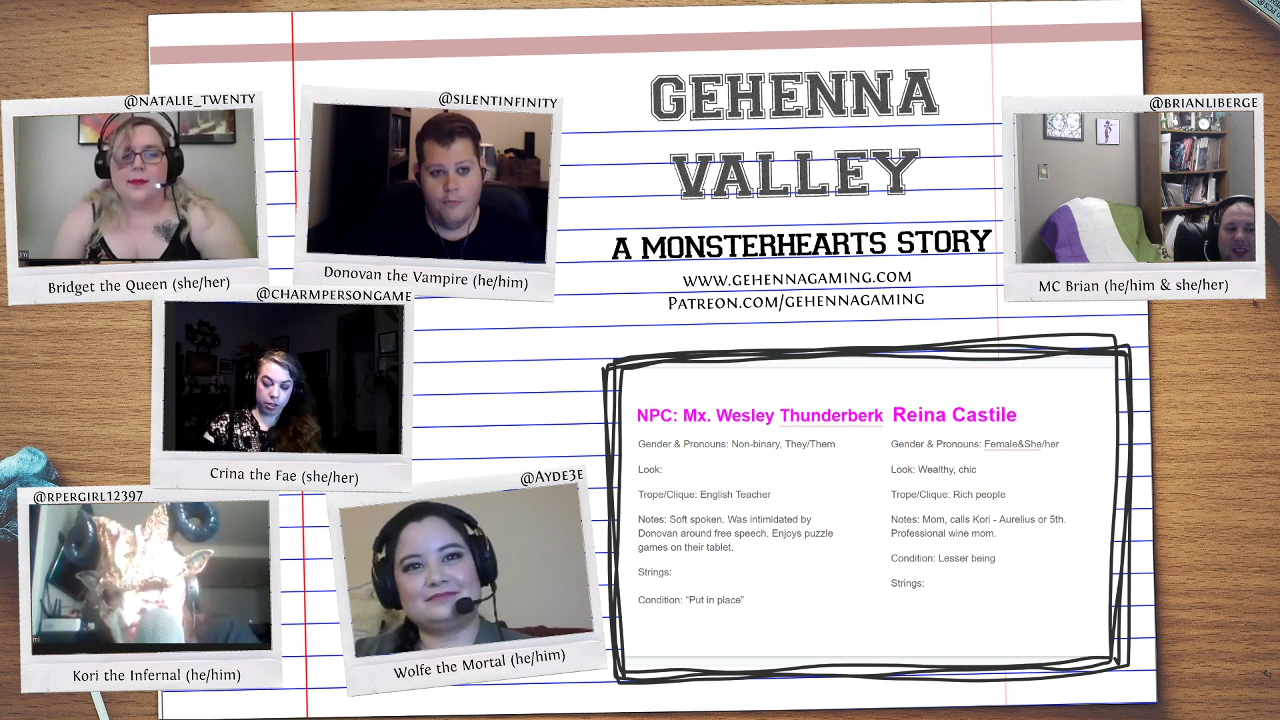 @NATALIE_TWENTY
Bridget the Queen (she/her)
@SILENTINFINITY
Donovan the Vampire (he/him)
@CHARMPERSONGAME
Crina the Fae (she/her)
@RPERGIRL12397
Kori the Infernal (he/him)
@AYDE3E
Wolfe the Mortal (he/him)
GEHENNA
VALLEY
A MONSTERHEARTS STORY
WWW.GEHENNAGAMING.COM
PATREON.COM/GEHENNAGAMING
@BRIANLIBERGE
MC Brian (he/him & she/her)
NPC: Mx. Wesley Thunderberk
Gender & Pronouns: Non-binary, They/Them
Look:
Trope/Clique: English Teacher
Notes: Soft spoken. Was intimidated by
Donovan around free speech. Enjoys puzzle
games on their tablet.
Strings:
Condition: “Put in place”
Reina Castile
Gender & Pronouns: Female&She/her
Look: Wealthy, chic
Trope/Clique: Rich people
Notes: Mom, calls Kori - Aurelius or 5th.
Professional wine mom.
Condition: Lesser being
Strings: